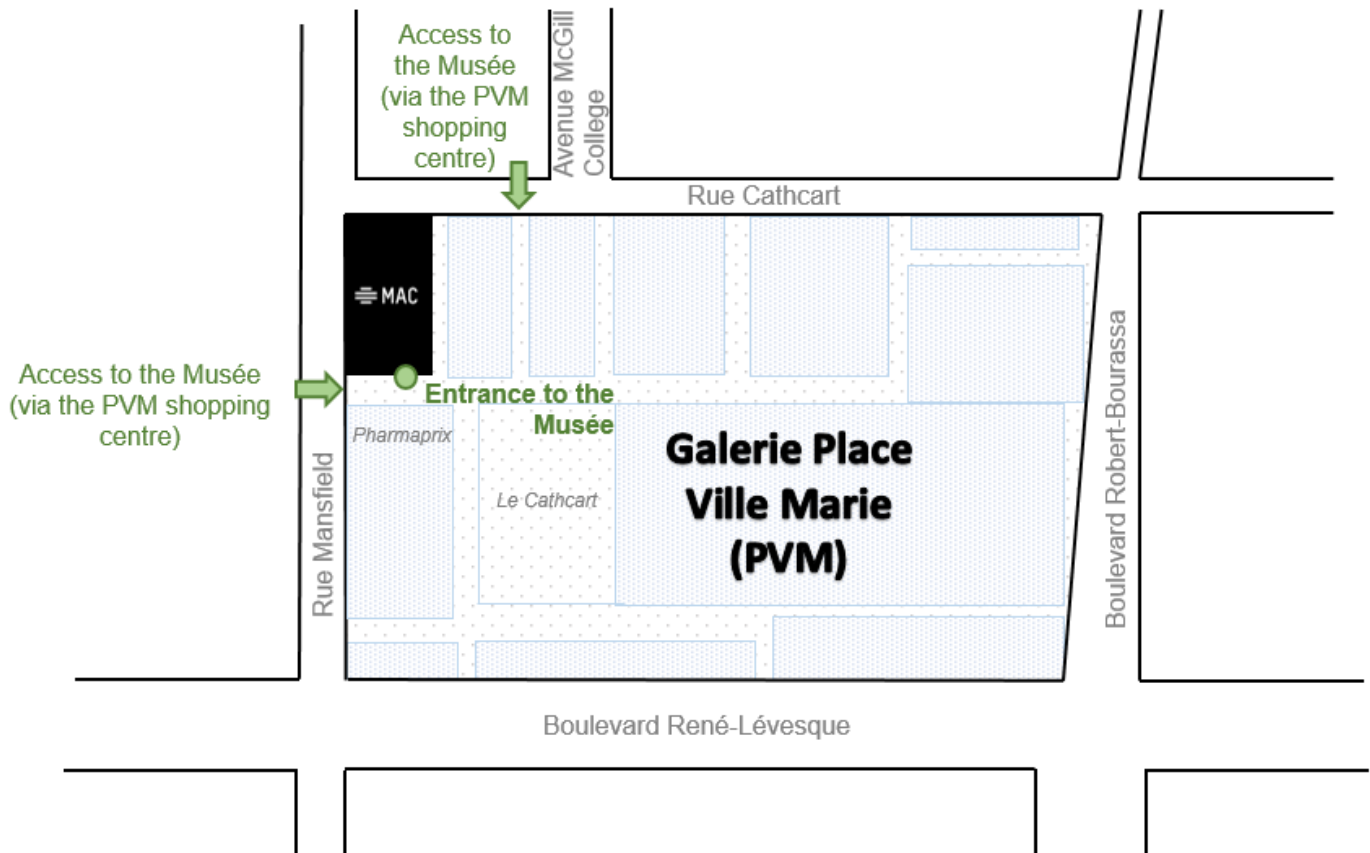 Access to
the Musée
(via the PVM
shopping
centre)
Avenue McGill
College
Rue Cathcart
MAC
Access to the Musée
(via the PVM shopping
centre)
Entrance to the
Musée
Pharmaprix
Le Cathcart
Galerie Place
Ville Marie
(PVM)
Rue Mansfield
Boulevard Robert-Bourassa
Boulevard René-Lévesque